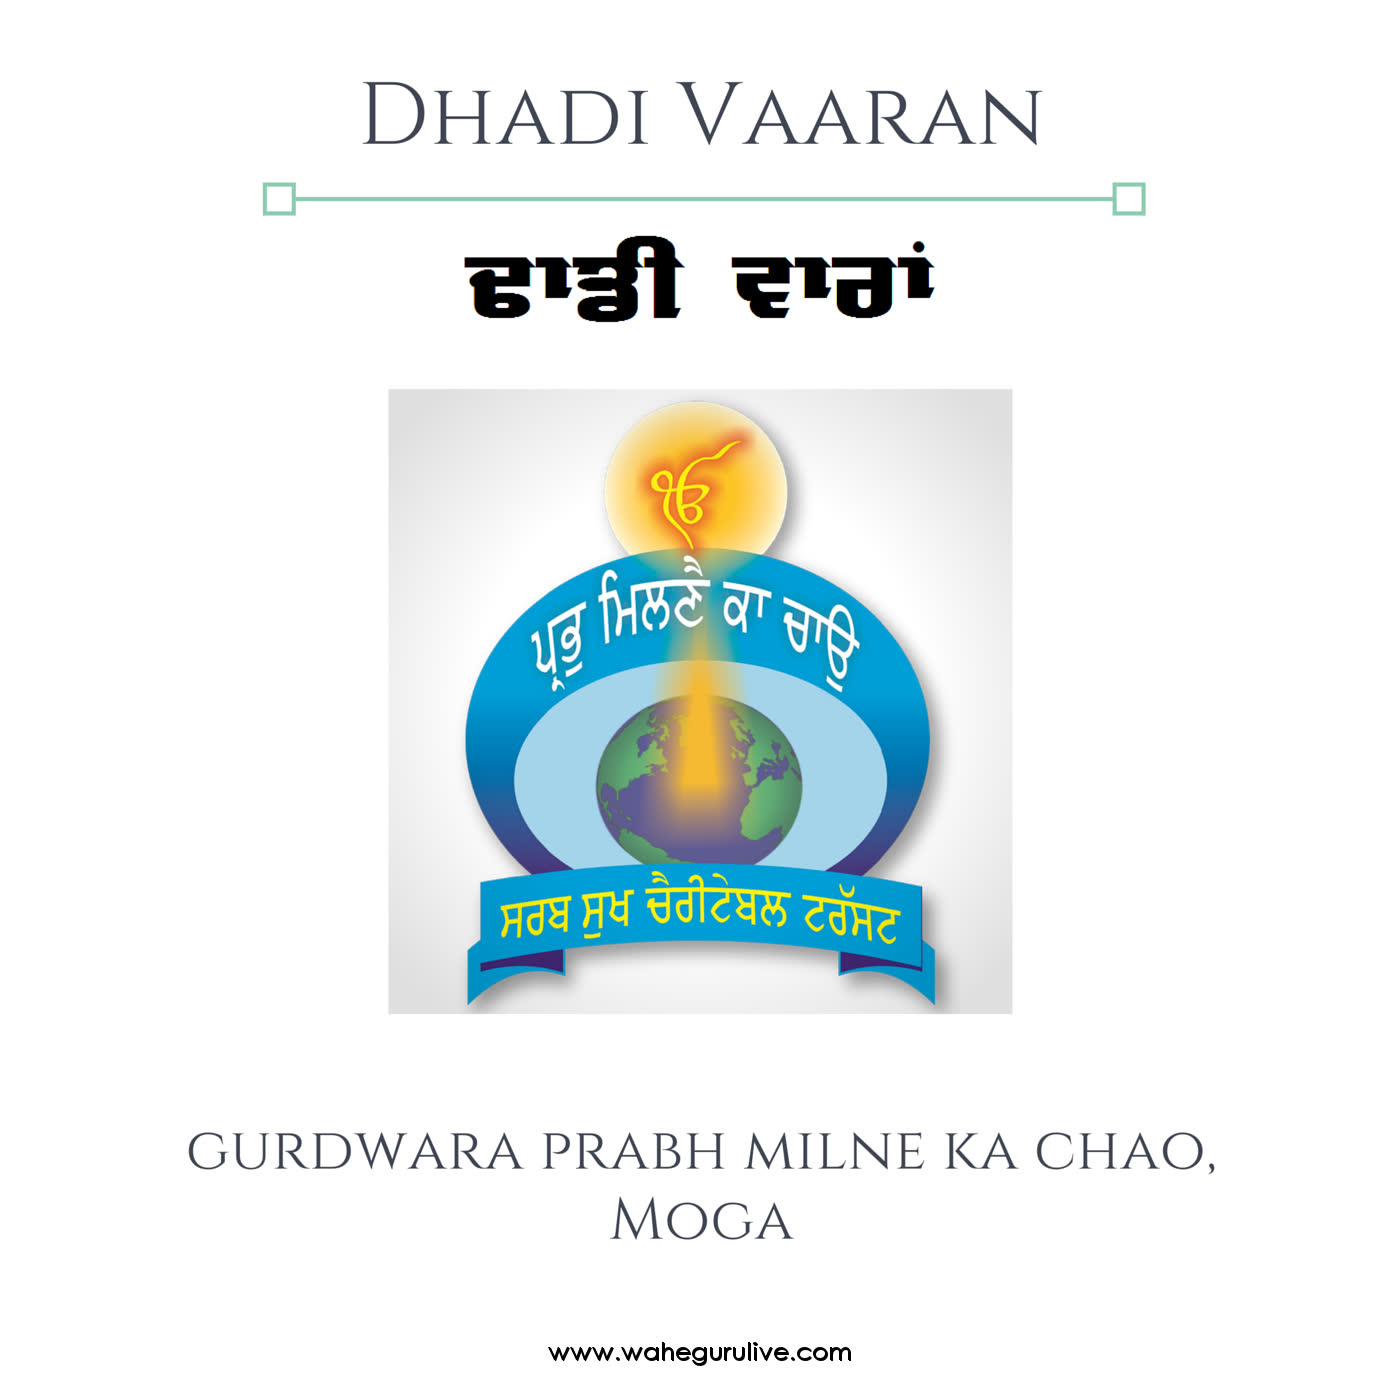 DHADI VAARAN
ਢਾਡੀ ਵਾਰਾਂ
ੴ
ਪ੍ਰਭੁ ਮਿਲਣੈ ਕਾ ਚਾਉ
ਸਰਬ ਸੁਖ ਚੈਰੀਟੇਬਲ ਟਰੱਸਟ
GURDWARA PRABH MILNE KA CHAO,
MOGA
www.wahegurulive.com